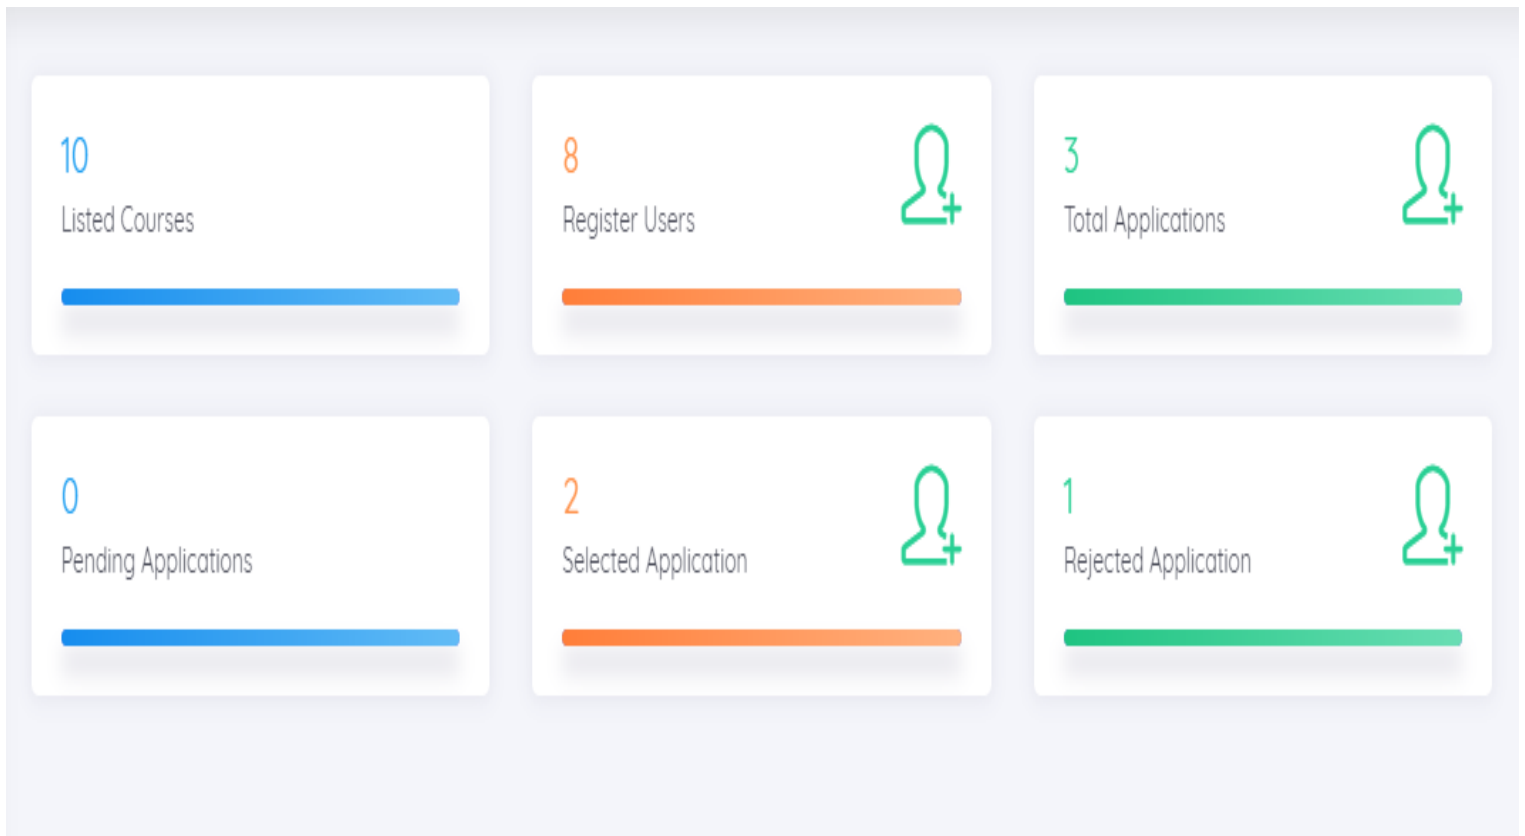 10
Listed Courses
8
Register Users
3
Total Applications
0
Pending Applications
2
Selected Application
1
Rejected Application